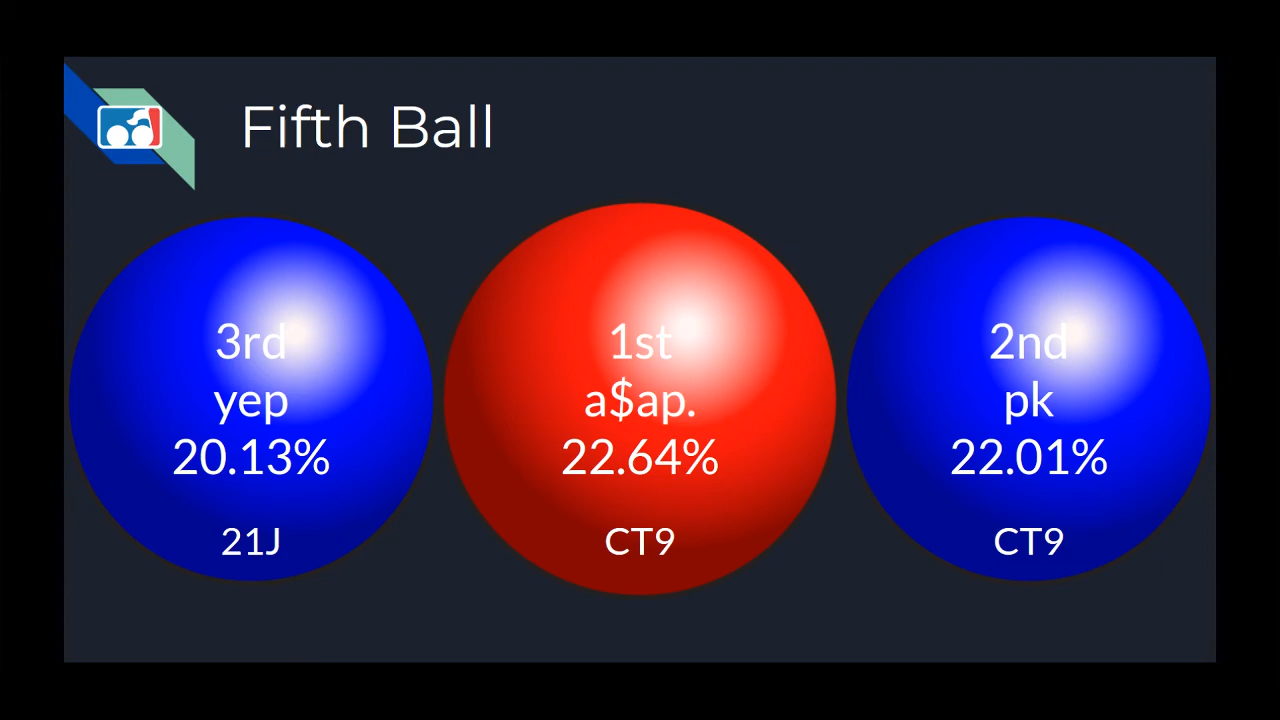 Fifth Ball
3rd
yep
20.13%
21J
1st
a$ap.
22.64%
CT9
2nd
pk
22.01%
CT9